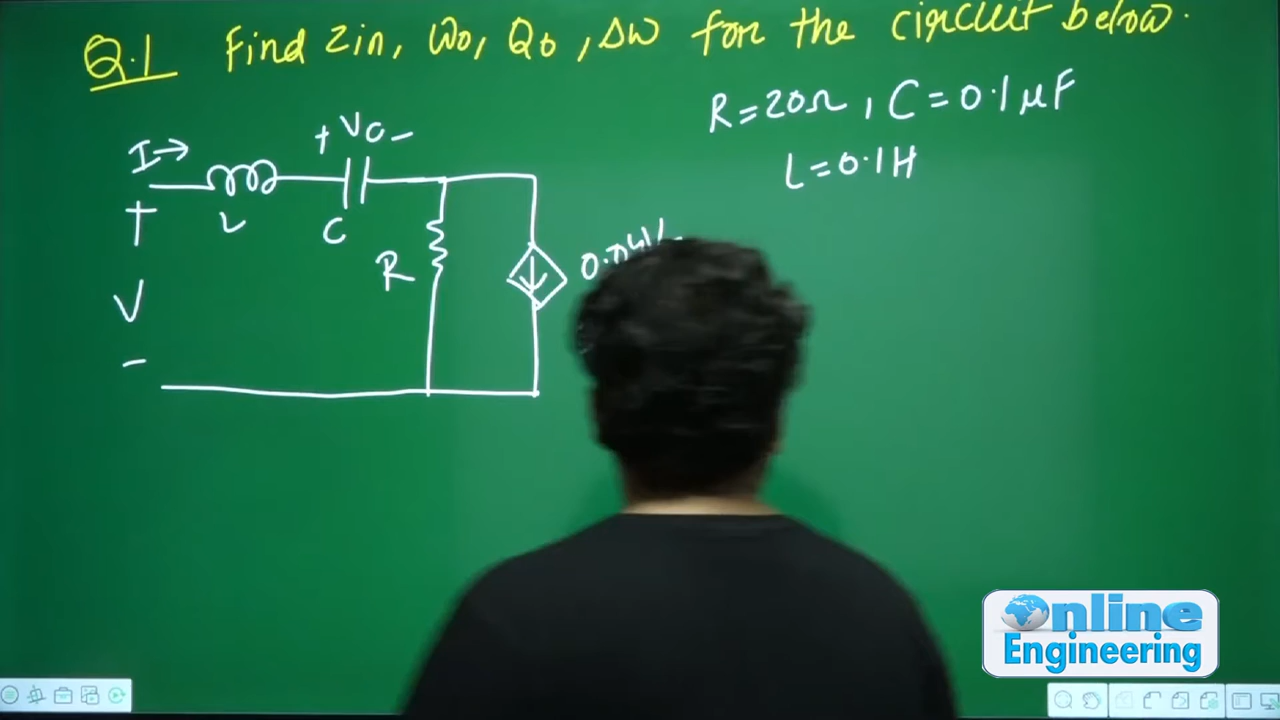 Q.1 Find Zin, ω0, Q0, Δω for the circuit below.
R=20Ω, C=0.1μF
L=0.1H
I→
+ Vc -
L
C
R
+
V
-
Online
Engineering